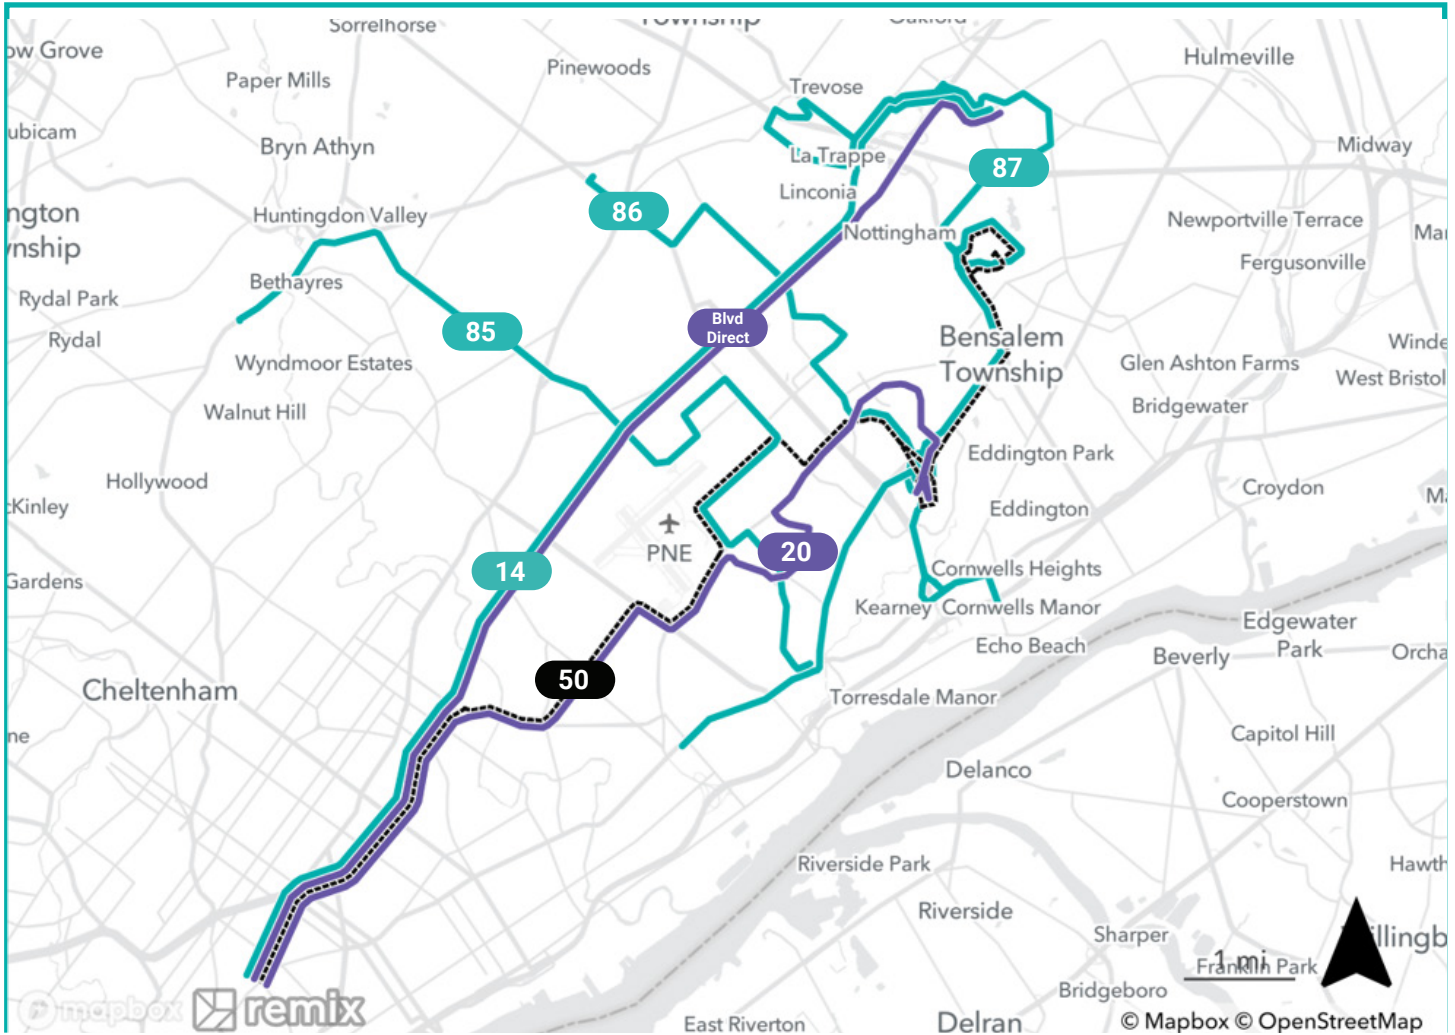 Sorrelhorse
Township
Oakford
ow Grove
Hulmeville
Pinewoods
Paper Mills
Trevose
ubicam
Bryn Athyn
Midway
La Trappe
87
Linconia
86
ngton
vnship
Huntingdon Valley
Newportville Terrace
Nottingham
Mar
Fergusonville
Bethayres
Rydal Park
Blvd
Direct
85
Rydal
Bensalem
Township
Winde
Wyndmoor Estates
Glen Ashton Farms
West Bristol
Walnut Hill
Bridgewater
Eddington Park
Hollywood
Croydon
cKinley
Eddington
PNE
20
14
Cornwells Heights
Gardens
Kearney
Cornwells Manor
Edgewater
Park
Echo Beach
Beverly
Orcha
50
Cheltenham
Torresdale Manor
ne
Capitol Hill
Delanco
Cooperstown
Riverside Park
Hawth
Riverside
Sharper
illingb
1 mi
Franklin Park
Bridgeboro
mapbox
remix
East Riverton
Delran
© Mapbox © OpenStreetMap